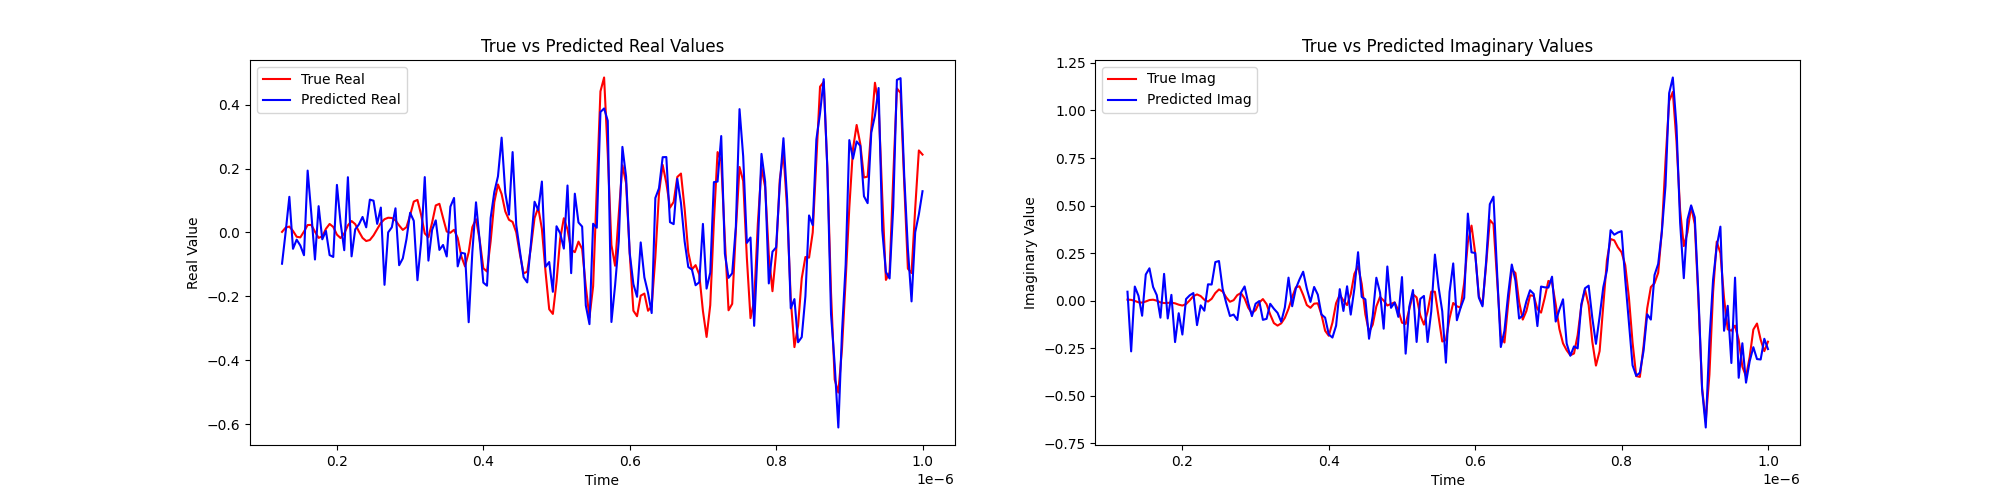 True vs Predicted Real Values
True Real
Predicted Real
Real Value
0.4
0.2
0.0
−0.2
−0.4
−0.6
0.2
0.4
0.6
0.8
1.0
1e−6
Time
True vs Predicted Imaginary Values
True Imag
Predicted Imag
Imaginary Value
1.25
1.00
0.75
0.50
0.25
0.00
−0.25
−0.50
−0.75
0.2
0.4
0.6
0.8
1.0
1e−6
Time